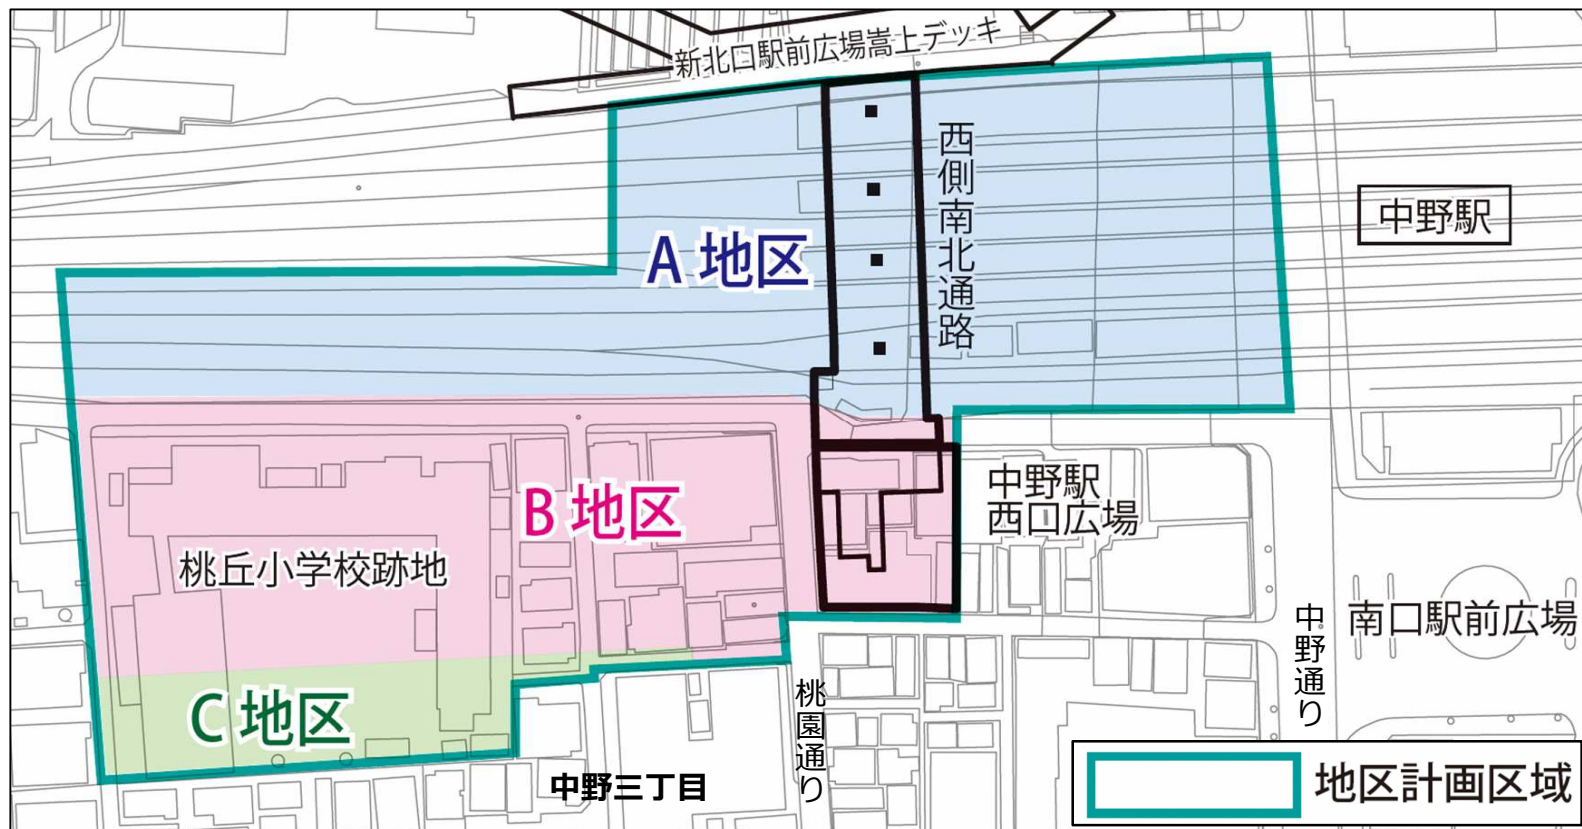 新北口駅前広場嵩上デッキ
西側南北通路
中野駅
A 地区
中野駅
西口広場
B 地区
桃丘小学校跡地
南口駅前広場
中野通り
C 地区
桃園通り
中野三丁目
地区計画区域